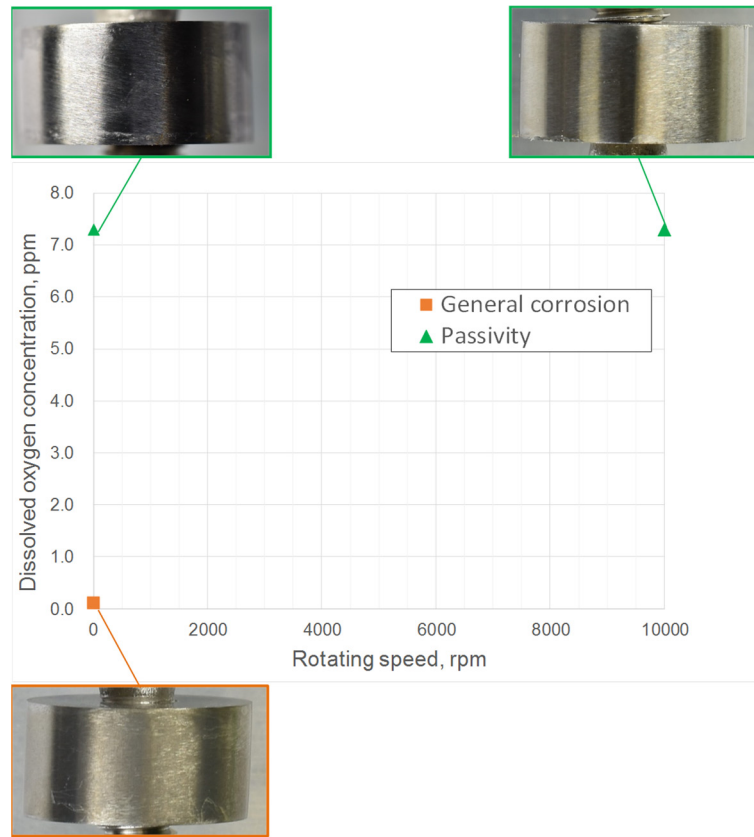 8.0
7.0
6.0
5.0
4.0
3.0
2.0
1.0
0.0
Dissolved oxygen concentration, ppm
General corrosion
Passivity
0 2000 4000 6000 8000 10000
Rotating speed, rpm